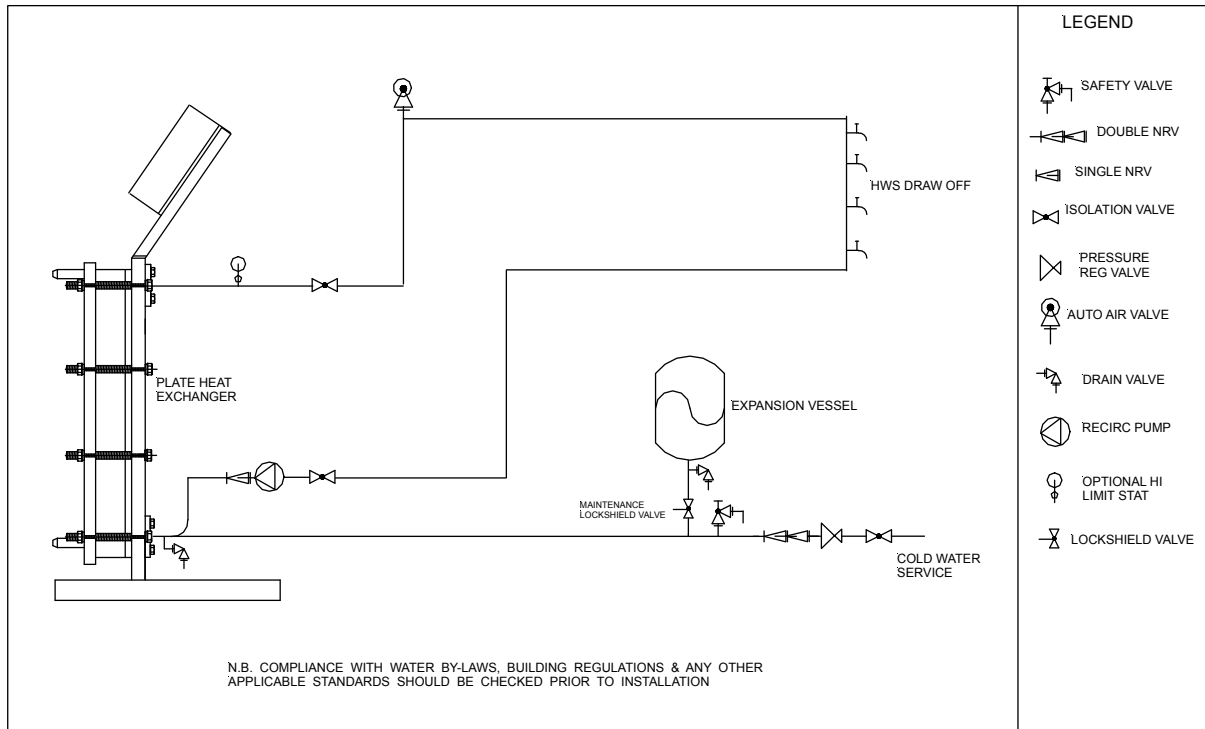 LEGEND
SAFETY VALVE
DOUBLE NRV
SINGLE NRV
ISOLATION VALVE
PRESSURE
REG VALVE
AUTO AIR VALVE
DRAIN VALVE
RECIRC PUMP
OPTIONAL HI
LIMIT STAT
LOCKSHIELD VALVE
HWS DRAW OFF
PLATE HEAT
EXCHANGER
EXPANSION VESSEL
MAINTENANCE
LOCKSHIELD VALVE
COLD WATER
SERVICE
N.B. COMPLIANCE WITH WATER BY-LAWS, BUILDING REGULATIONS & ANY OTHER
APPLICABLE STANDARDS SHOULD BE CHECKED PRIOR TO INSTALLATION